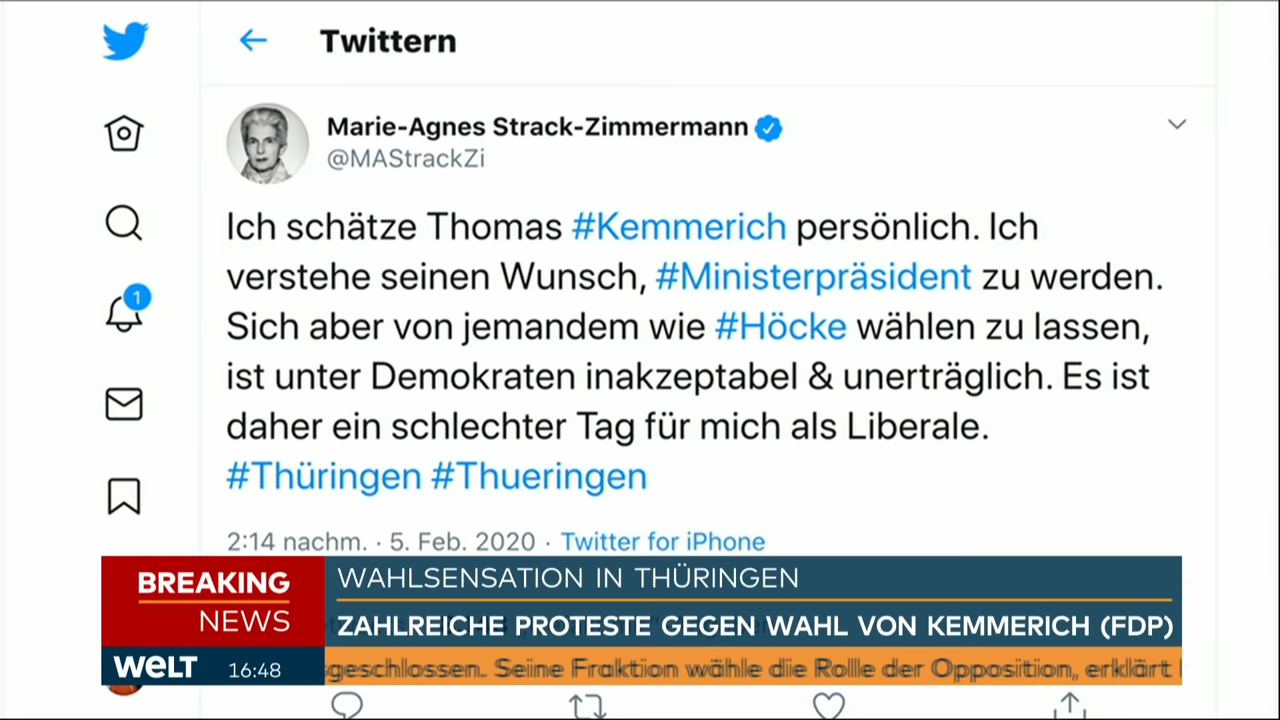 Twittern
Marie-Agnes Strack-Zimmermann
@MAStrackZi
Ich schätze Thomas #Kemmerich persönlich. Ich
verstehe seinen Wunsch, #Ministerpräsident zu werden.
Sich aber von jemandem wie #Höcke wählen zu lassen,
ist unter Demokraten inakzeptabel & unerträglich. Es ist
daher ein schlechter Tag für mich als Liberale.
#Thüringen #Thueringen
1
2:14 nachm. · 5. Feb. 2020 · Twitter for iPhone
BREAKING
NEWS
WAHLSENSATION IN THÜRINGEN
ZAHLREICHE PROTESTE GEGEN WAHL VON KEMMERICH (FDP)
WELT 16:48
geschlossen. Seine Fraktion wähle die Rolle der Opposition, erklärt